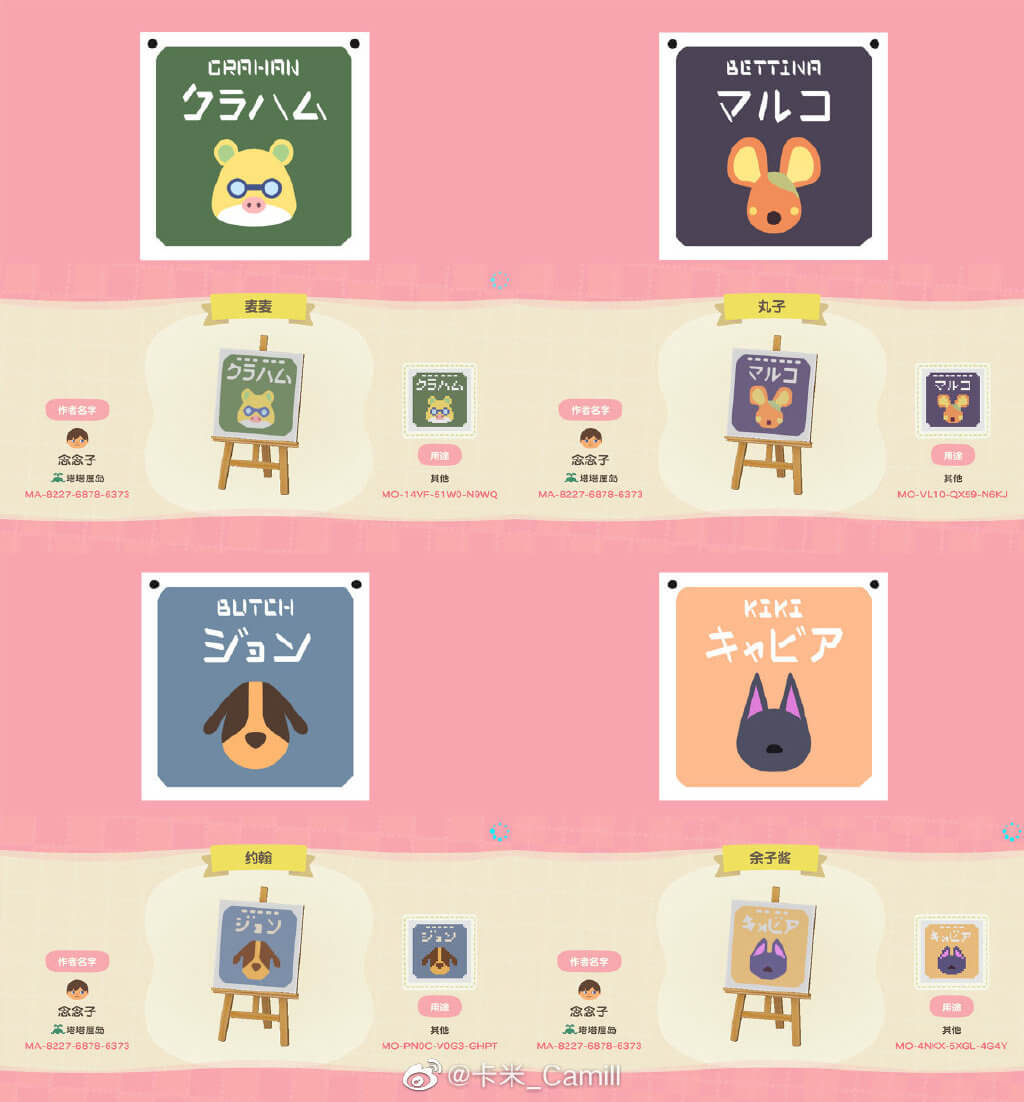 GRAHAN
クラハム
BETTINA
マルコ
麦麦
クラハム
クラハム
作者名字
念念子
塔塔屋岛
MA-8227-6878-6373
用途
其他
MO-14YF-51W0-N9WQ
丸子
マルコ
マルコ
作者名字
念念子
塔塔屋岛
MA-8227-6878-6373
用途
其他
MO-VL10-QX59-N6KJ
BUTCH
ジョン
KIKI
キャビア
约翰
ジョン
ジョン
作者名字
念念子
塔塔屋岛
MA-8227-6878-6373
用途
其他
MO-PN0C-V0G3-GHPT
余子酱
キャビア
キャビア
作者名字
念念子
塔塔屋岛
MA-8227-6878-6373
用途
其他
MO-4NKX-5XGL-4G4Y
@卡米_Camill